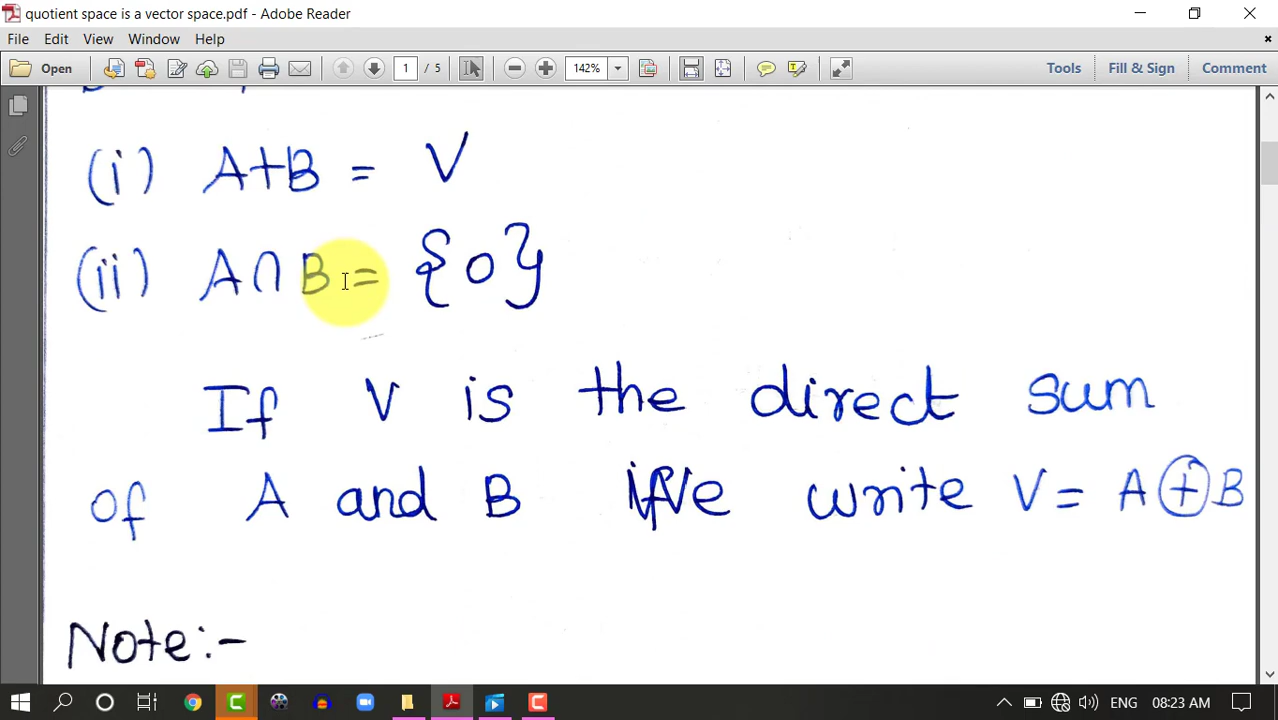 quotient space is a vector space.pdf - Adobe Reader
File Edit View Window Help
Open 1 / 5 142% Tools Fill & Sign Comment
(i) A+B = V
(ii) A∩B = {0}
If V is the direct sum
of A and B We write V = A ⊕ B
Note:-
ENG 08:23 AM